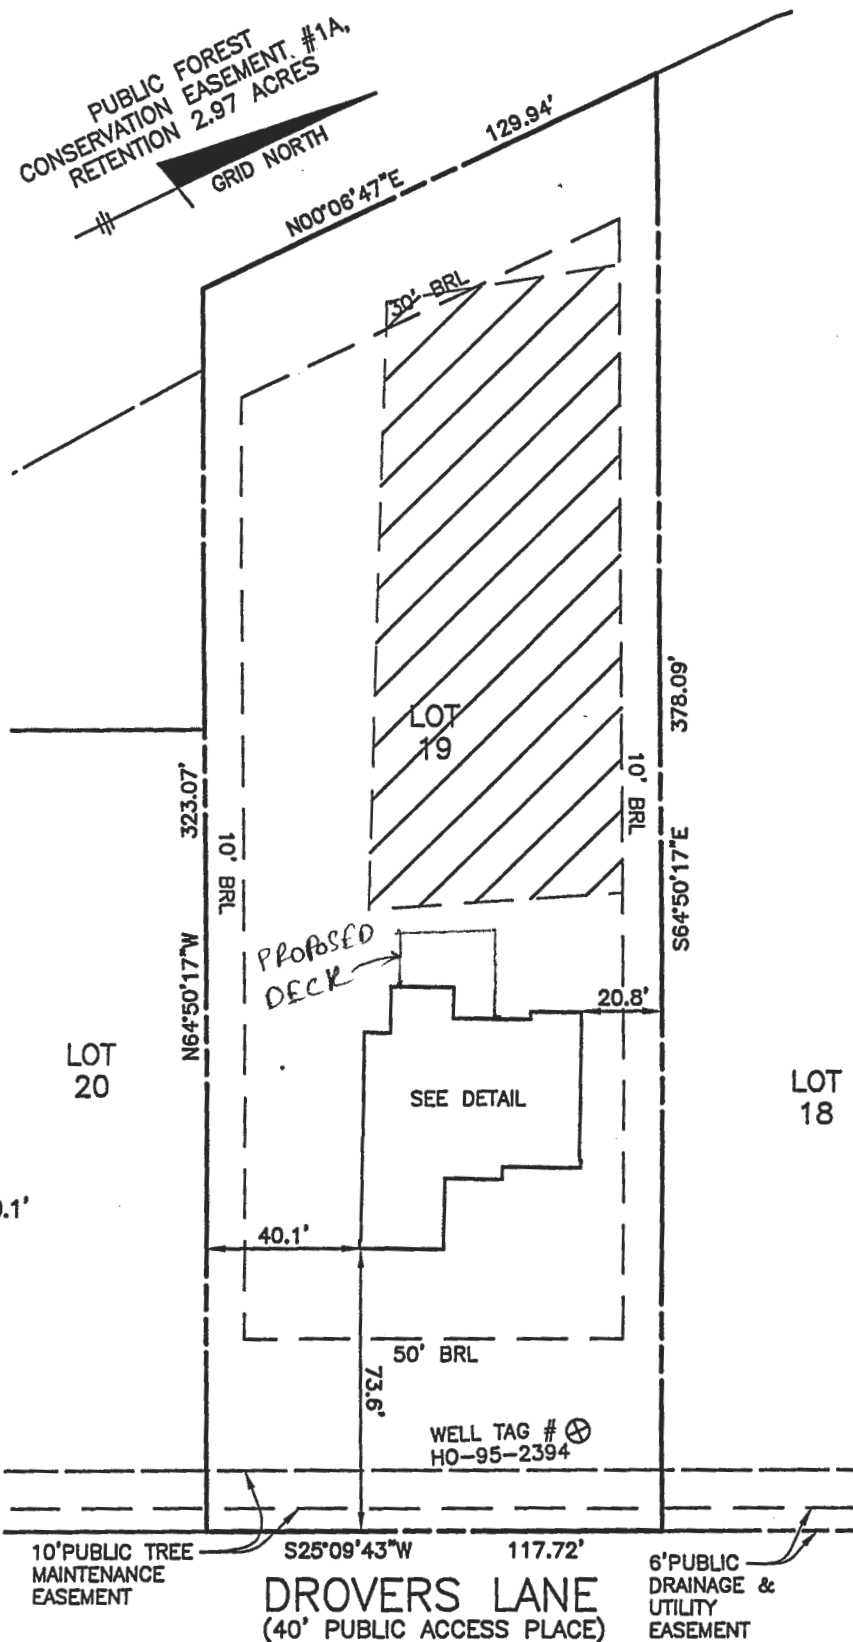 PUBLIC FOREST
CONSERVATION EASEMENT. #1A,
RETENTION 2.97 ACRES
GRID NORTH
N00°06'47"E
129.94'
30' BRL
LOT
19
378.09'
10' BRL
S64°50'17"E
323.07'
10' BRL
N64°50'17"W
PROPOSED
DECK
20.8'
LOT
20
SEE DETAIL
LOT
18
.1'
40.1'
50' BRL
73.6'
WELL TAG #
HO-95-2394
10'PUBLIC TREE
MAINTENANCE
EASEMENT
S25°09'43"W
117.72'
DROVERS LANE
(40' PUBLIC ACCESS PLACE)
6'PUBLIC
DRAINAGE &
UTILITY
EASEMENT